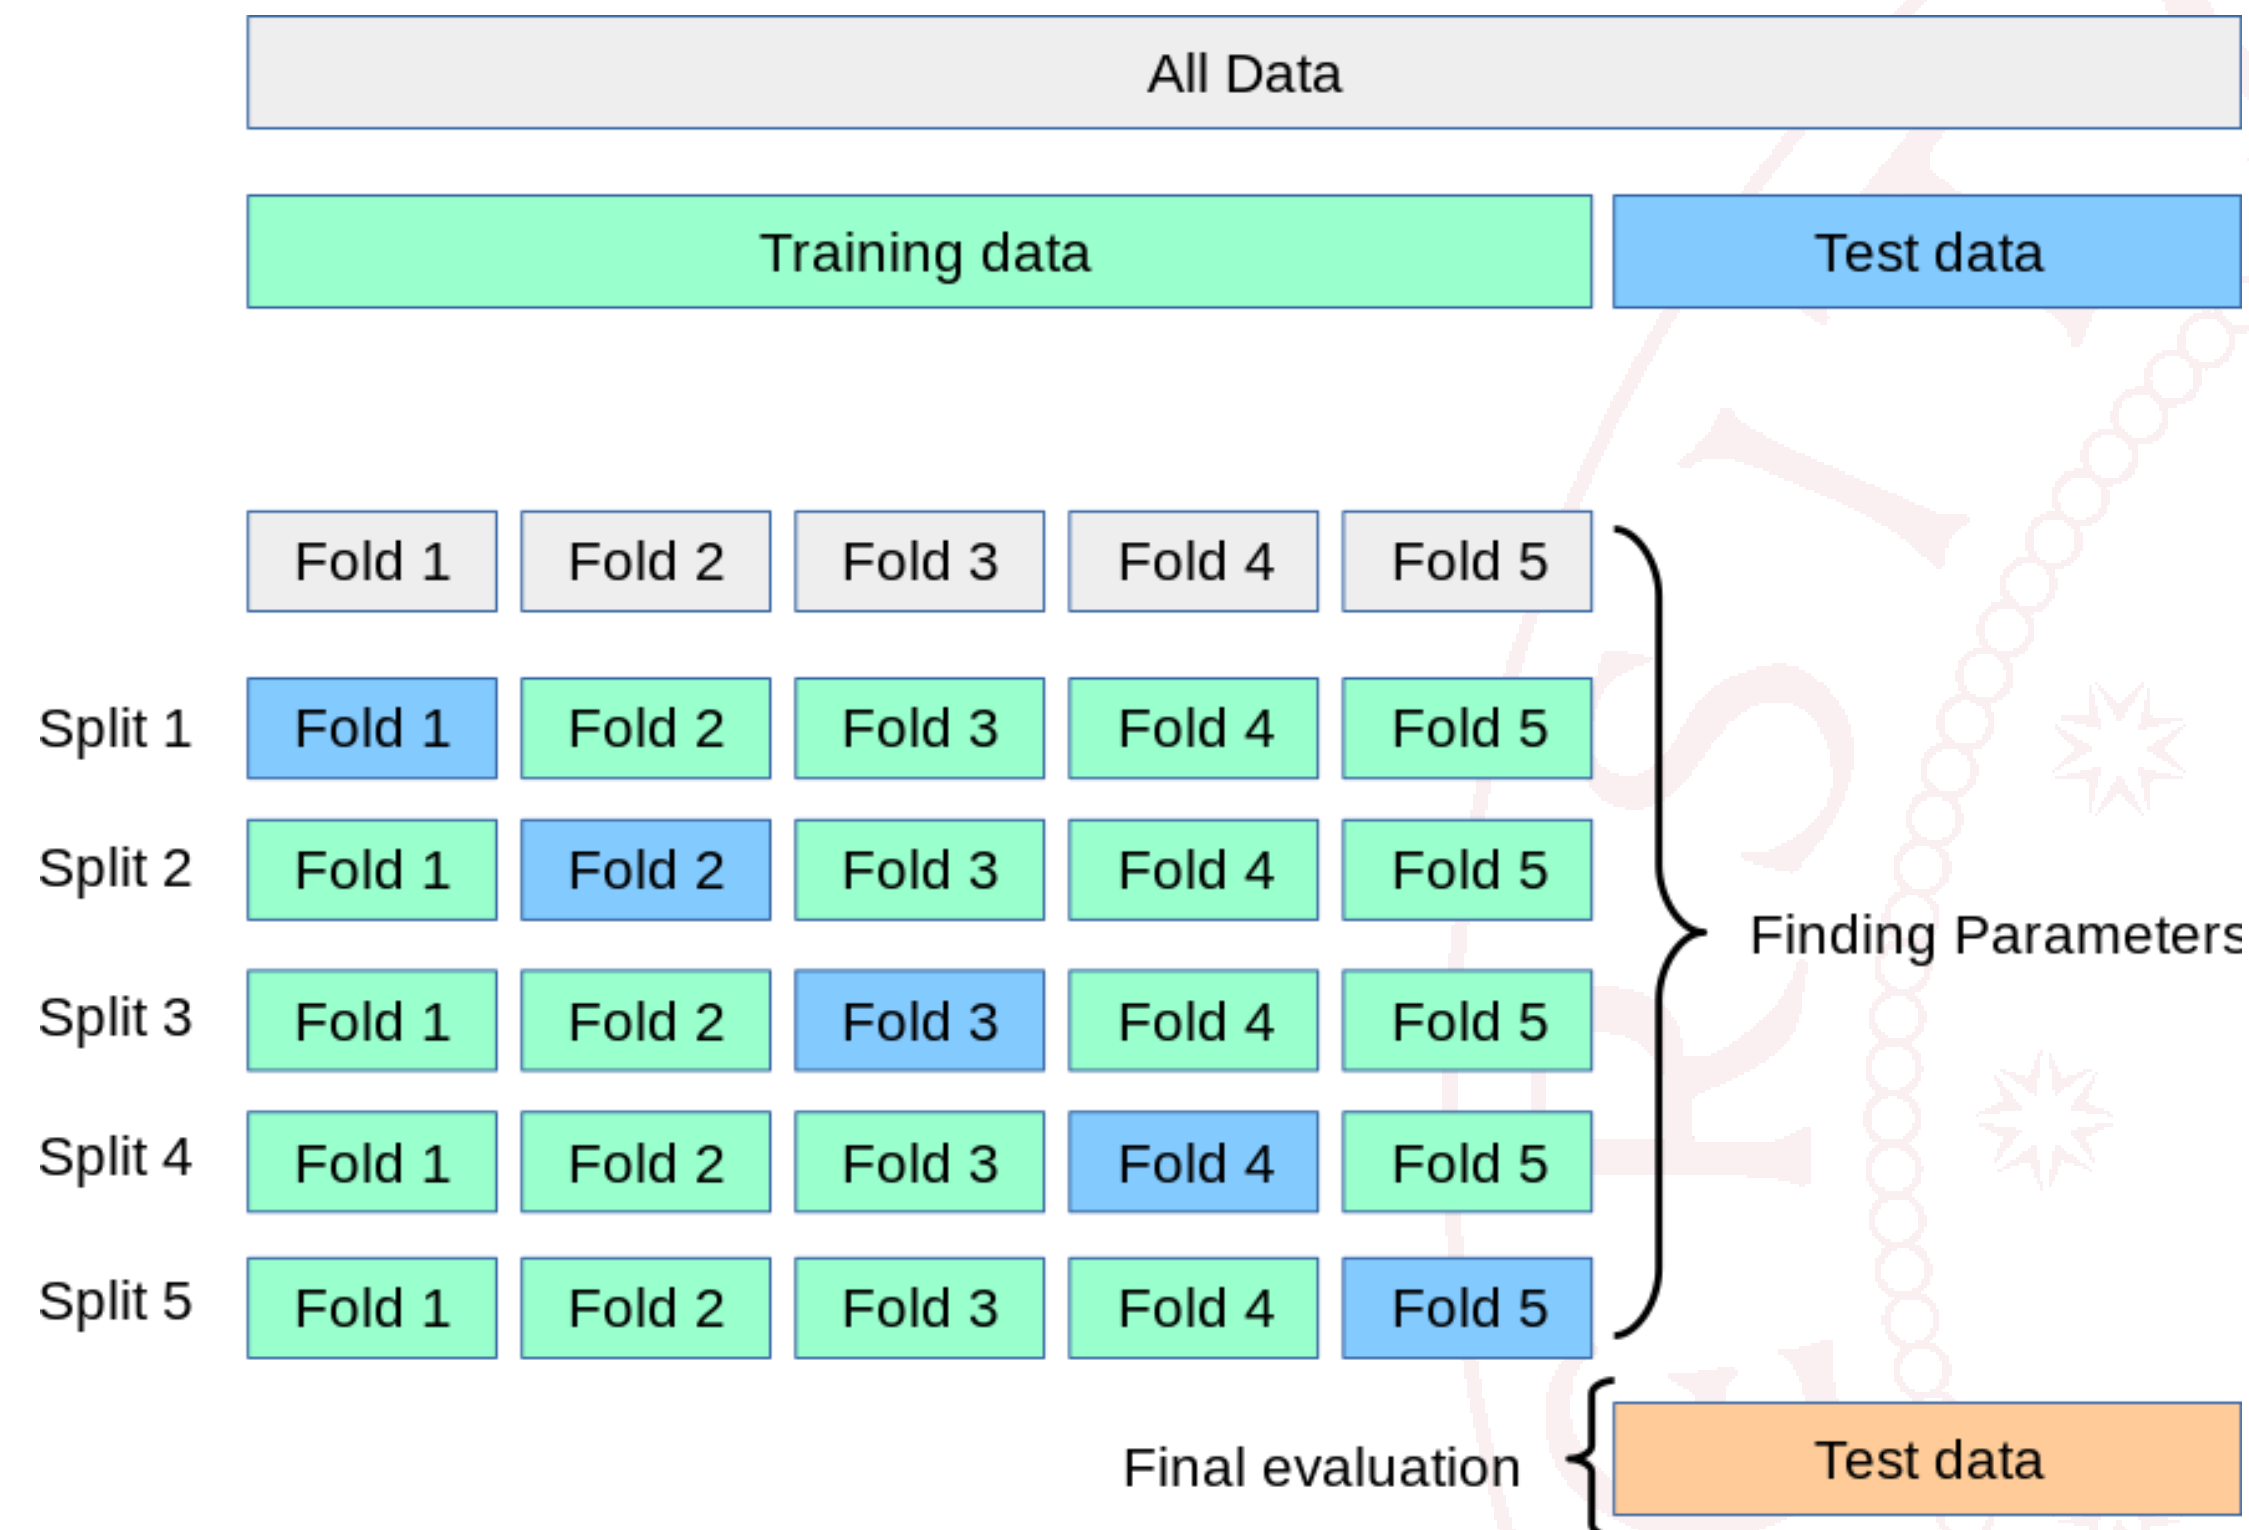 All Data
Training data Test data
Fold 1 Fold 2 Fold 3 Fold 4 Fold 5
Split 1 Fold 1 Fold 2 Fold 3 Fold 4 Fold 5
Split 2 Fold 1 Fold 2 Fold 3 Fold 4 Fold 5
Finding Parameters
Split 3 Fold 1 Fold 2 Fold 3 Fold 4 Fold 5
Split 4 Fold 1 Fold 2 Fold 3 Fold 4 Fold 5
Split 5 Fold 1 Fold 2 Fold 3 Fold 4 Fold 5
Final evaluation Test data